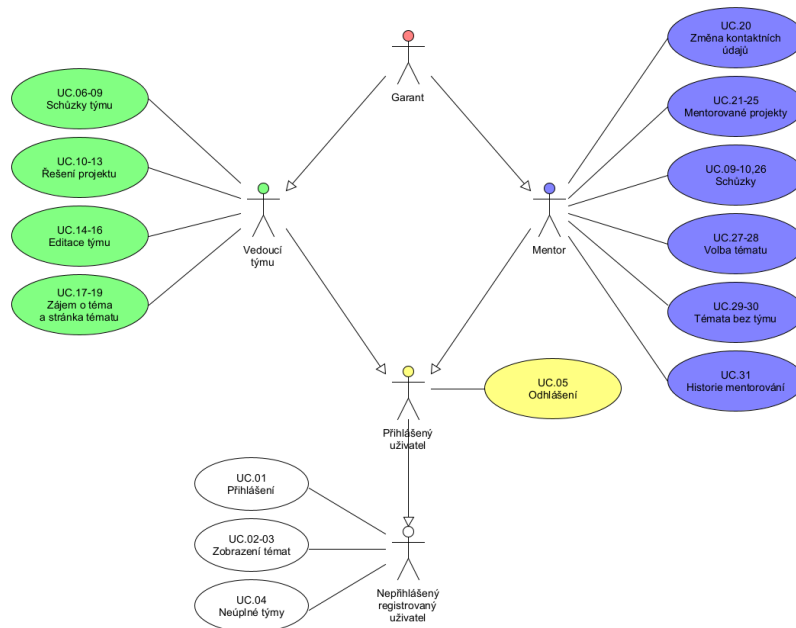 Garant
UC.06-09
Schůzky týmu
UC.10-13
Řešení projektu
UC.14-16
Editace týmu
UC.17-19
Zájem o téma
a stránka tématu
Vedoucí
týmu
Mentor
UC.20
Změna kontaktních
údajů
UC.21-25
Mentorované projekty
UC.09-10,26
Schůzky
UC.27-28
Volba tématu
UC.29-30
Témata bez týmu
UC.31
Historie mentorování
Přihlášený
uživatel
UC.05
Odhlášení
UC.01
Přihlášení
UC.02-03
Zobrazení témat
UC.04
Neúplné týmy
Nepřihlášený
registrovaný
uživatel